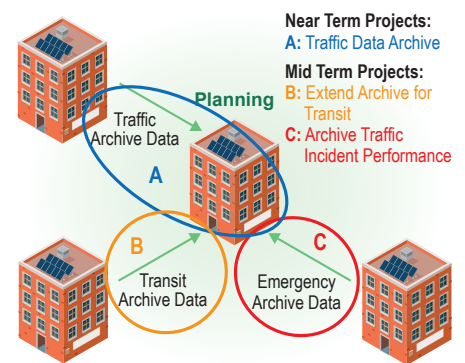 Near Term Projects:
A: Traffic Data Archive
Mid Term Projects:
B: Extend Archive for
Transit
C: Archive Traffic
Incident Performance
Planning
Traffic
Archive Data
A
B
Transit
Archive Data
C
Emergency
Archive Data